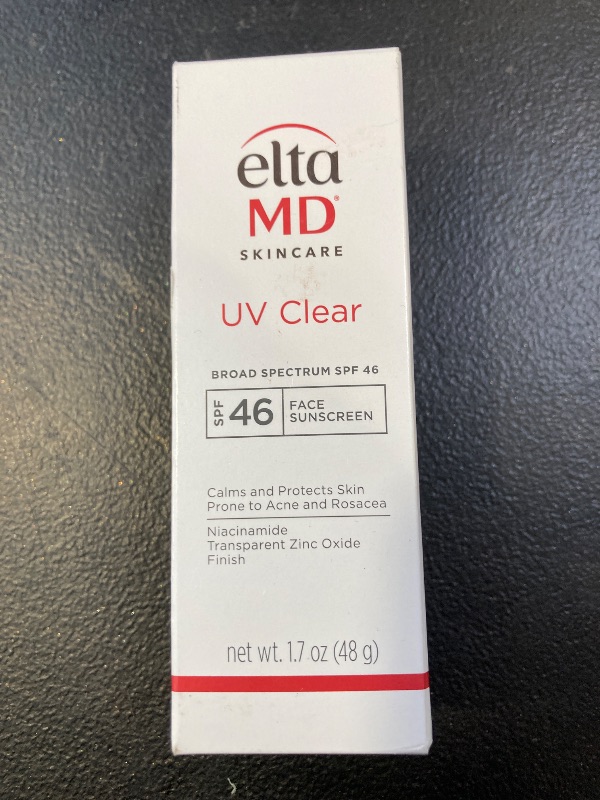 elta
MD®
SKINCARE
UV Clear
BROAD SPECTRUM SPF 46
SPF 46 FACE
SUNSCREEN
Calms and Protects Skin
Prone to Acne and Rosacea
Niacinamide
Transparent Zinc Oxide
Finish
net wt. 1.7 oz (48 g)